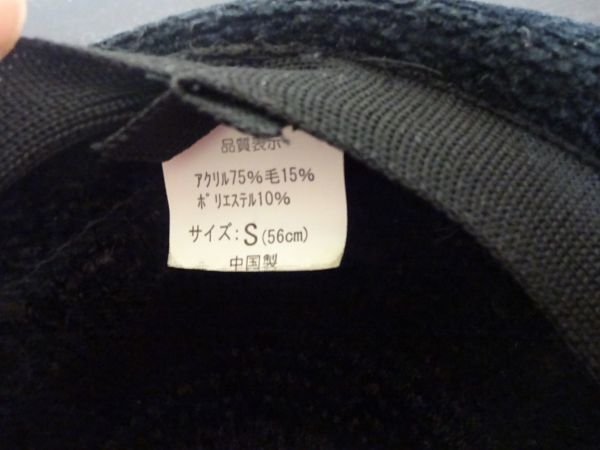 品質表示
アクリル75%毛15%
ポリエステル10%
サイズ:S(56cm)
中国製